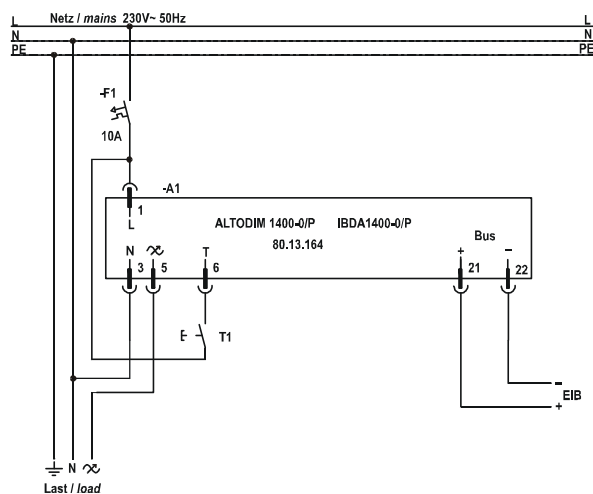 L Netz / mains 230V~ 50Hz L
N N
PE PE
-F1
10A
-A1
1
L
ALTODIM 1400-0/P IBDA1400-0/P
80.13.164
Bus
N T + -
3 5 6 21 22
E T1
-
EIB
+
N
Last / load